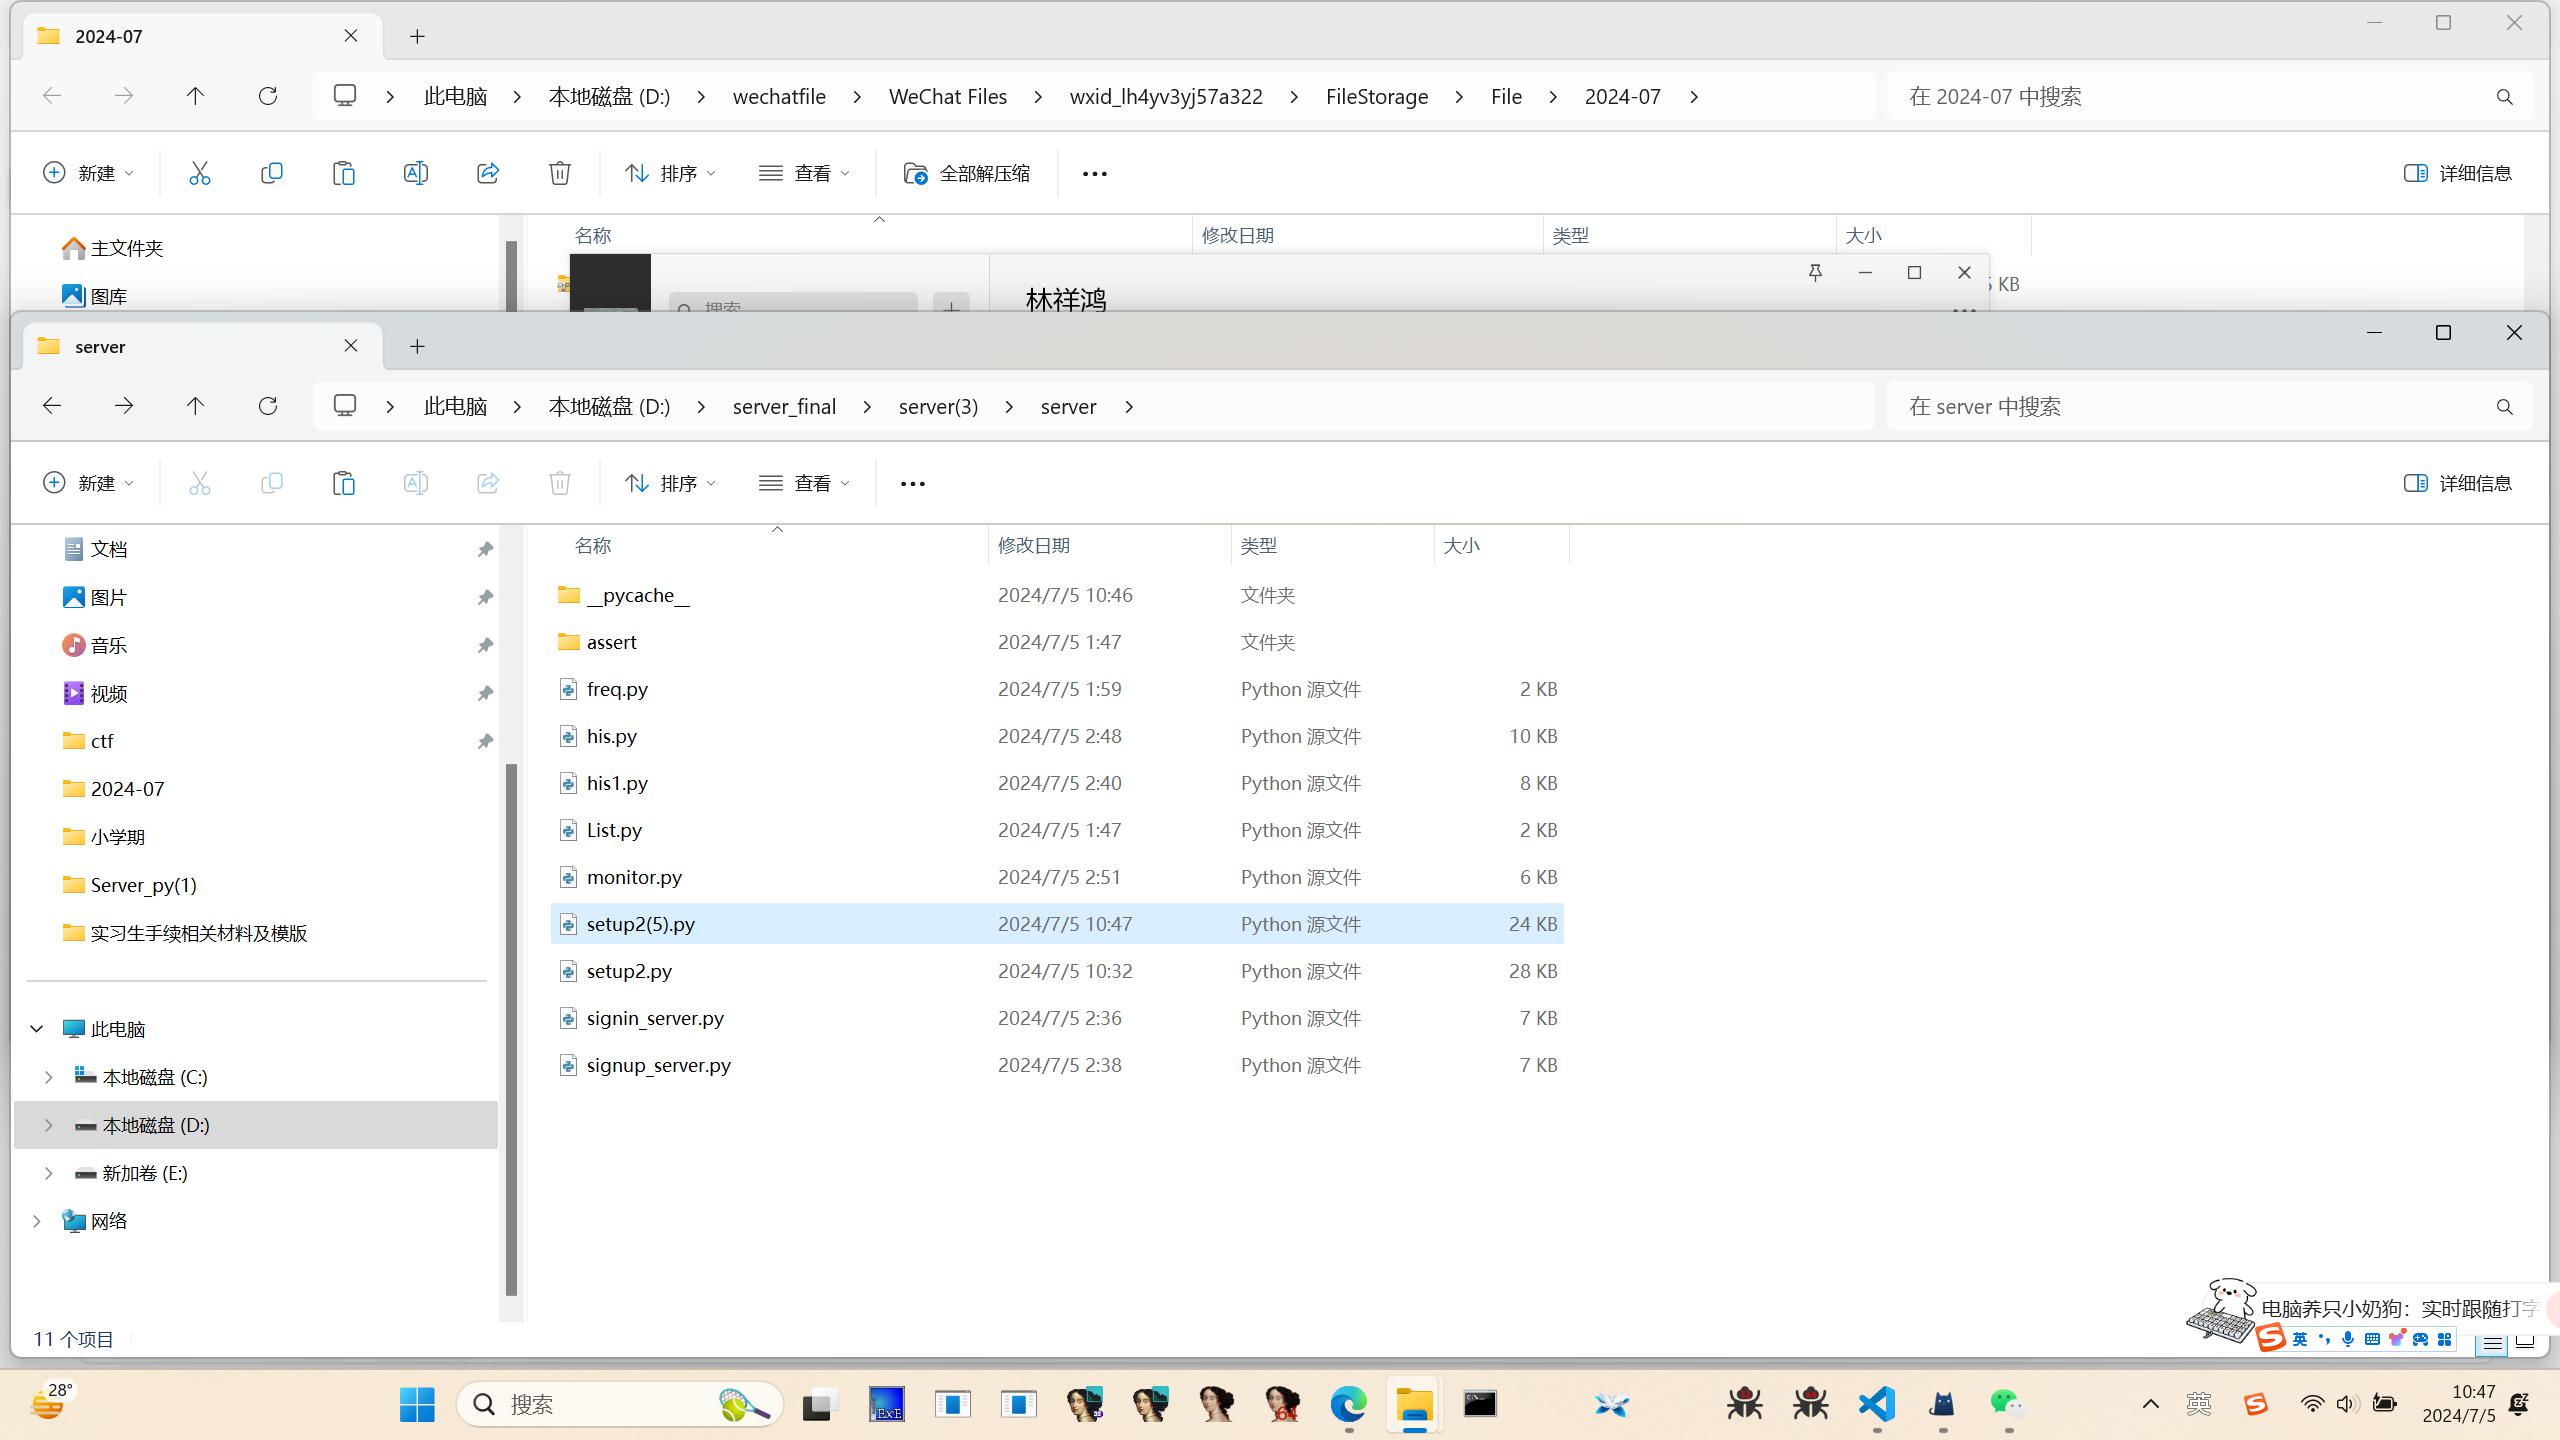 2024-07
此电脑 本地磁盘 (D:) wechatfile WeChat Files wxid_lh4yv3yj57a322 FileStorage File 2024-07
在 2024-07 中搜索
新建 排序 查看 全部解压缩 详细信息
主文件夹
图库
名称 修改日期 类型 大小
KB
搜索
林祥鸿
server
此电脑 本地磁盘 (D:) server_final server(3) server
在 server 中搜索
新建 排序 查看 详细信息
文档
图片
音乐
视频
ctf
2024-07
小学期
Server_py(1)
实习生手续相关材料及模版
此电脑
本地磁盘 (C:)
本地磁盘 (D:)
新加卷 (E:)
网络
名称 修改日期 类型 大小
__pycache__ 2024/7/5 10:46 文件夹
assert 2024/7/5 1:47 文件夹
freq.py 2024/7/5 1:59 Python 源文件 2 KB
his.py 2024/7/5 2:48 Python 源文件 10 KB
his1.py 2024/7/5 2:40 Python 源文件 8 KB
List.py 2024/7/5 1:47 Python 源文件 2 KB
monitor.py 2024/7/5 2:51 Python 源文件 6 KB
setup2(5).py 2024/7/5 10:47 Python 源文件 24 KB
setup2.py 2024/7/5 10:32 Python 源文件 28 KB
signin_server.py 2024/7/5 2:36 Python 源文件 7 KB
signup_server.py 2024/7/5 2:38 Python 源文件 7 KB
11 个项目
电脑养只小奶狗：实时跟随打字
英
28°
搜索
ExE
64
英
10:47
2024/7/5